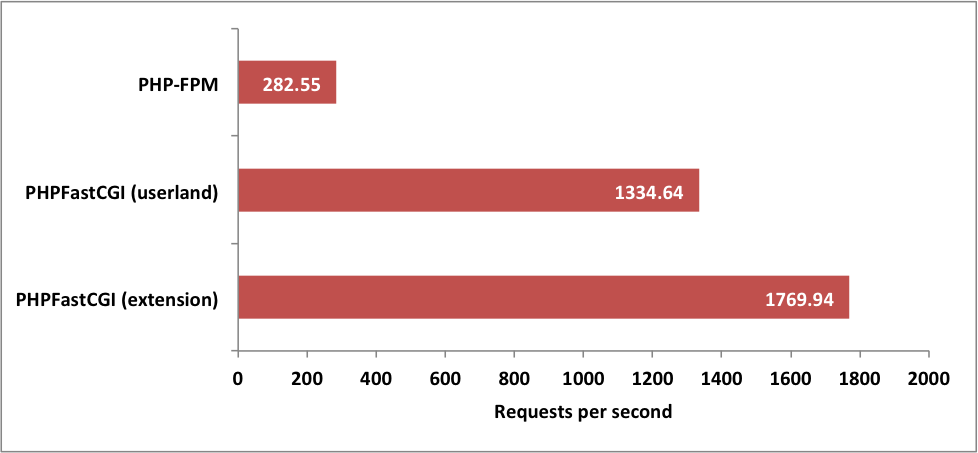 PHP-FPM
282.55
PHPFastCGI (userland)
1334.64
PHPFastCGI (extension)
1769.94
0 200 400 600 800 1000 1200 1400 1600 1800 2000
Requests per second